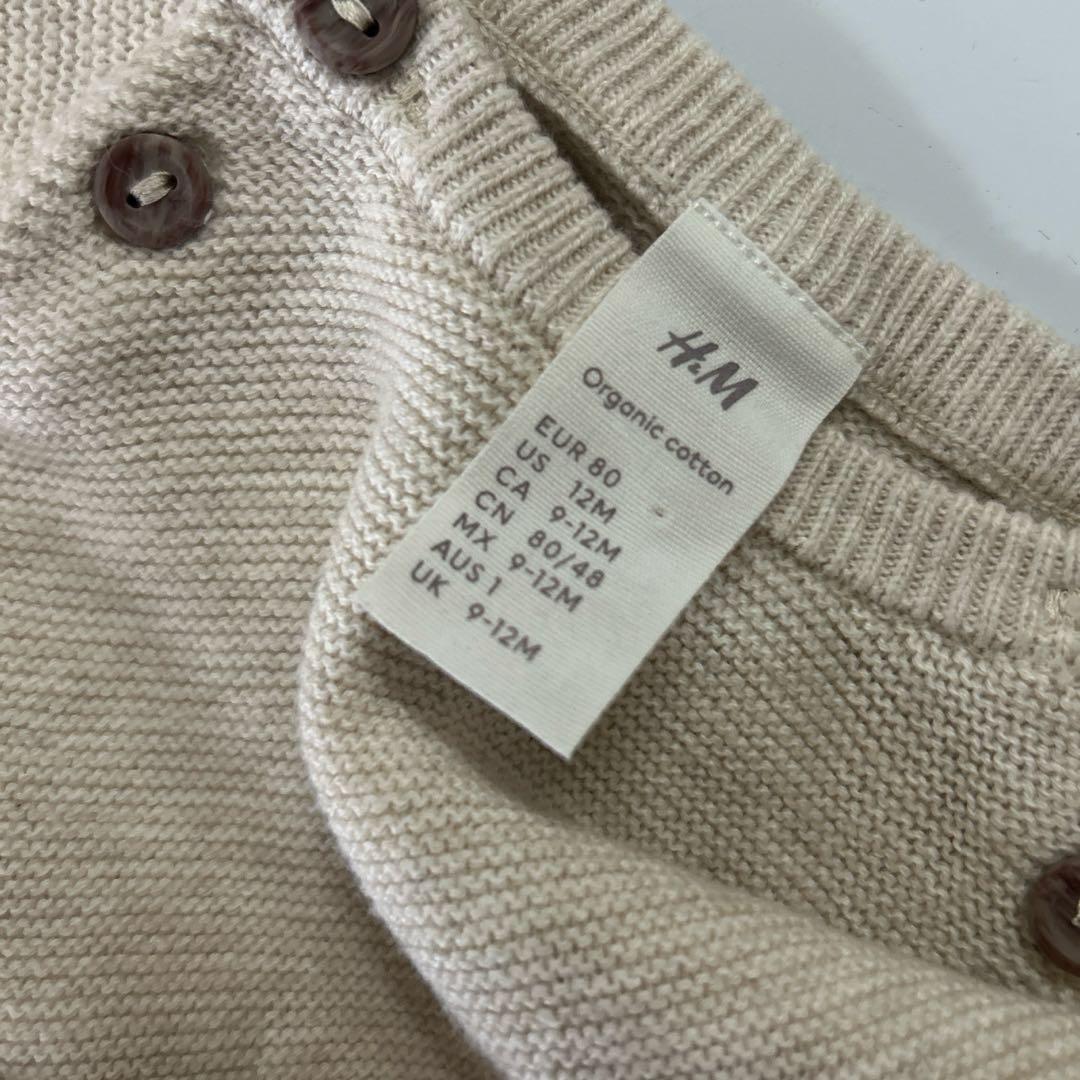 H&M
Organic cotton
EUR 80
US 12M
CA 9-12M
CN 80/48
MX 9-12M
AUS 1
UK 9-12M